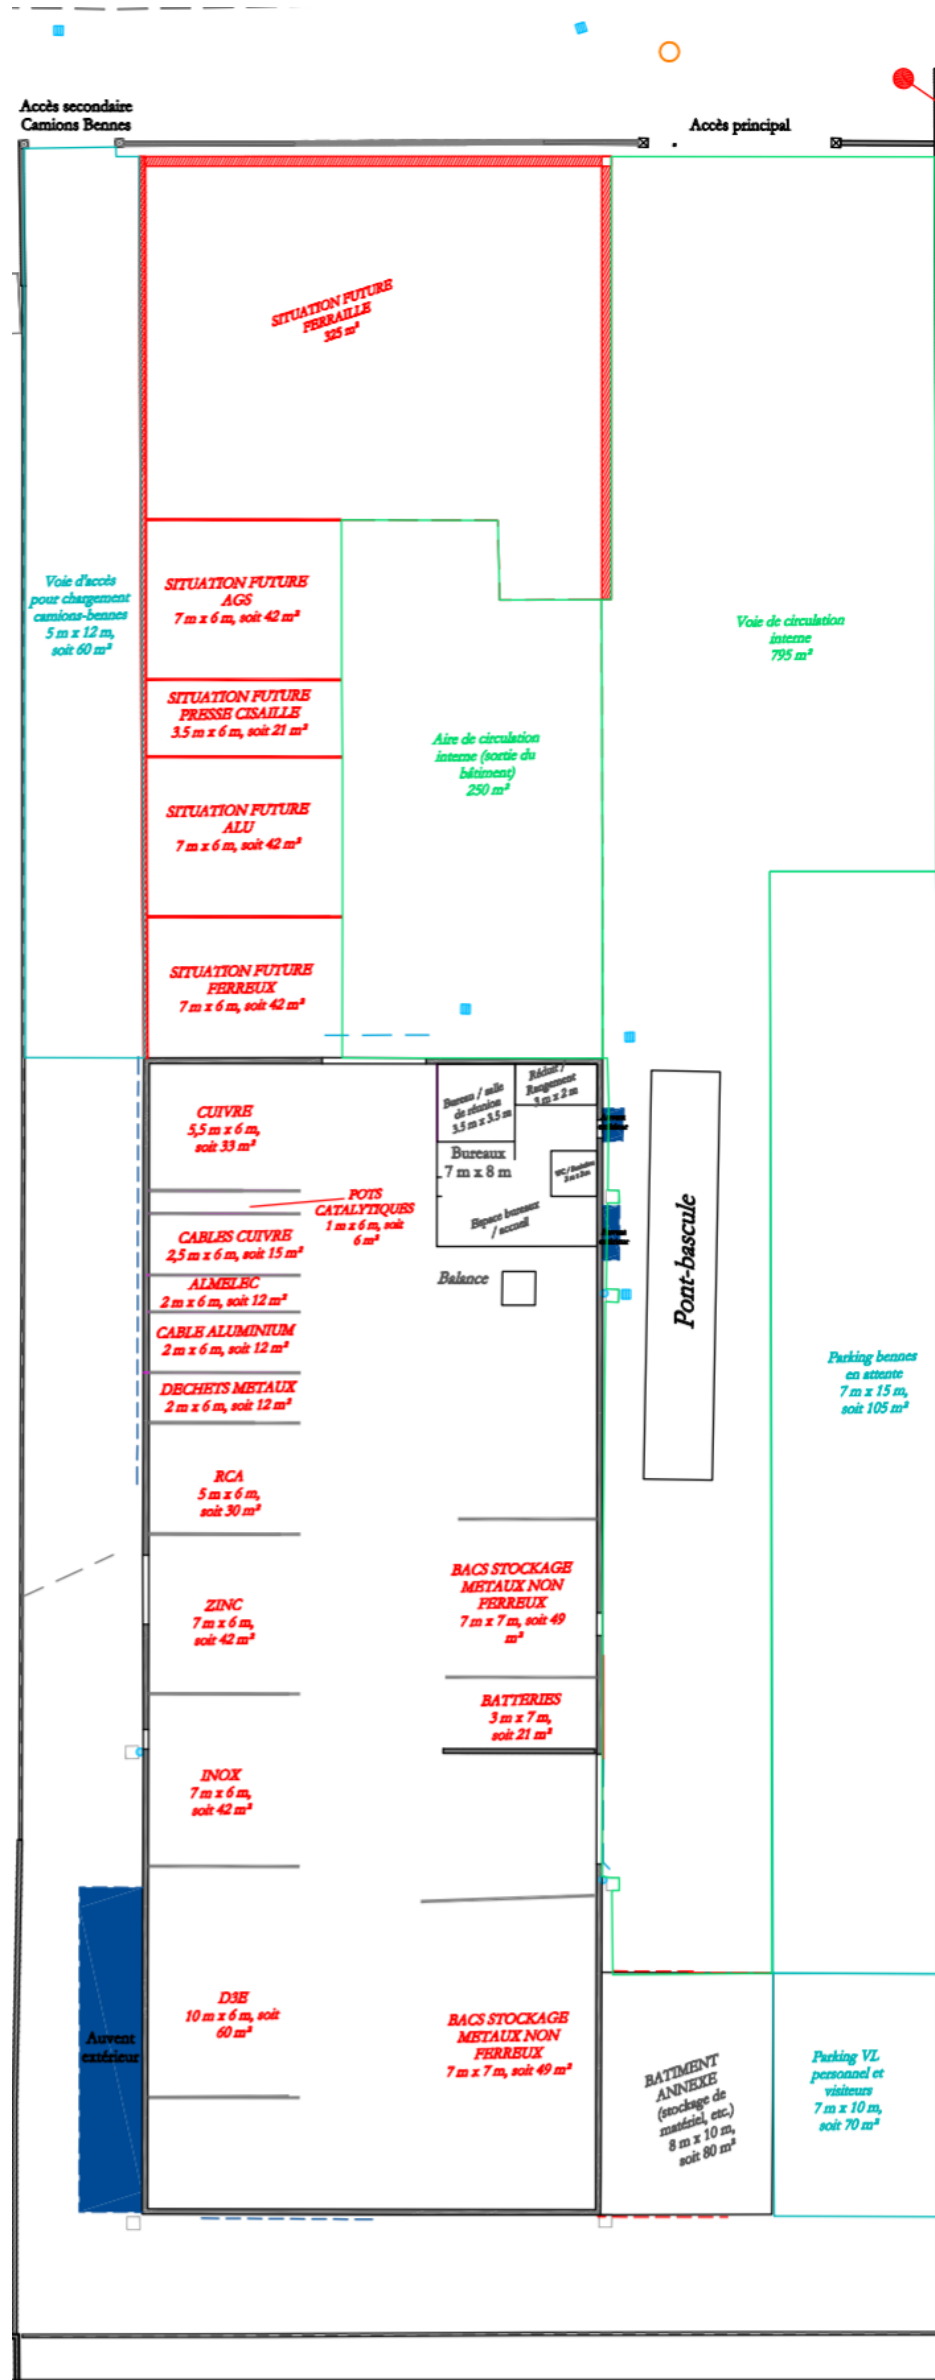 Accès secondaire
Camions Bennes
Accès principal
SITUATION FUTURE
FERRAILLE
325 m²
Voie d'accès
pour chargement
camions-bennes
5 m x 12 m,
soit 60 m²
SITUATION FUTURE
AGS
7 m x 6 m, soit 42 m²
Voie de circulation
interne
795 m²
SITUATION FUTURE
PRESSE CISAILLE
3.5 m x 6 m, soit 21 m²
Aire de circulation
interne (sortie du
bâtiment)
250 m²
SITUATION FUTURE
ALU
7 m x 6 m, soit 42 m²
SITUATION FUTURE
FERREUX
7 m x 6 m, soit 42 m²
CUIVRE
5,5 m x 6 m,
soit 33 m²
Bureau / salle
de réunion
3.5 m x 3.5 m
Réduit /
Rangement
3 m x 2 m
Bureaux
7 m x 8 m
Espace bureaux
/ accueil
POTS
CATALYTIQUES
1 m x 6 m, soit
6 m²
CABLES CUIVRE
2,5 m x 6 m, soit 15 m²
ALMELEC
2 m x 6 m, soit 12 m²
Balance
Pont-bascule
CABLE ALUMINIUM
2 m x 6 m, soit 12 m²
DECHETS METAUX
2 m x 6 m, soit 12 m²
Parking bennes
en attente
7 m x 15 m,
soit 105 m²
RCA
5 m x 6 m,
soit 30 m²
BACS STOCKAGE
METAUX NON
FERREUX
7 m x 7 m, soit 49
m²
ZINC
7 m x 6 m,
soit 42 m²
BATTERIES
3 m x 7 m,
soit 21 m²
INOX
7 m x 6 m,
soit 42 m²
D3E
10 m x 6 m, soit
60 m²
BACS STOCKAGE
METAUX NON
FERREUX
7 m x 7 m, soit 49 m²
Auvent
extérieur
BATIMENT
ANNEXE
(stockage de
matériel, etc.)
8 m x 10 m,
soit 80 m²
Parking VL
personnel et
visiteurs
7 m x 10 m,
soit 70 m²